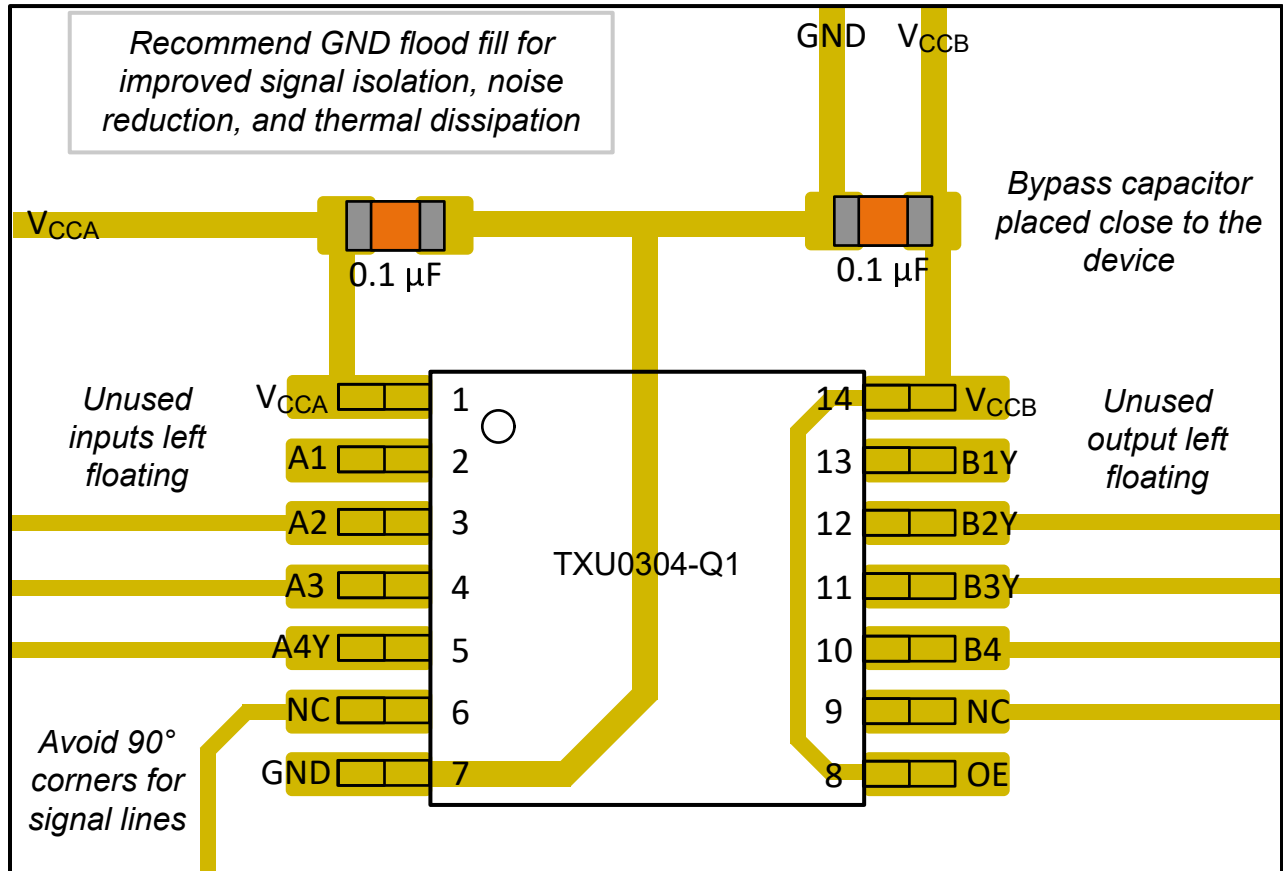 Recommend GND flood fill for
improved signal isolation, noise
reduction, and thermal dissipation
GND VCCB
VCCA
0.1 µF
0.1 µF
Bypass capacitor
placed close to the
device
Unused
inputs left
floating
VCCA 1
A1 2
A2 3
A3 4
A4Y 5
NC 6
GND 7
TXU0304-Q1
14 VCCB
13 B1Y
12 B2Y
11 B3Y
10 B4
9 NC
8 OE
Unused
output left
floating
Avoid 90°
corners for
signal lines